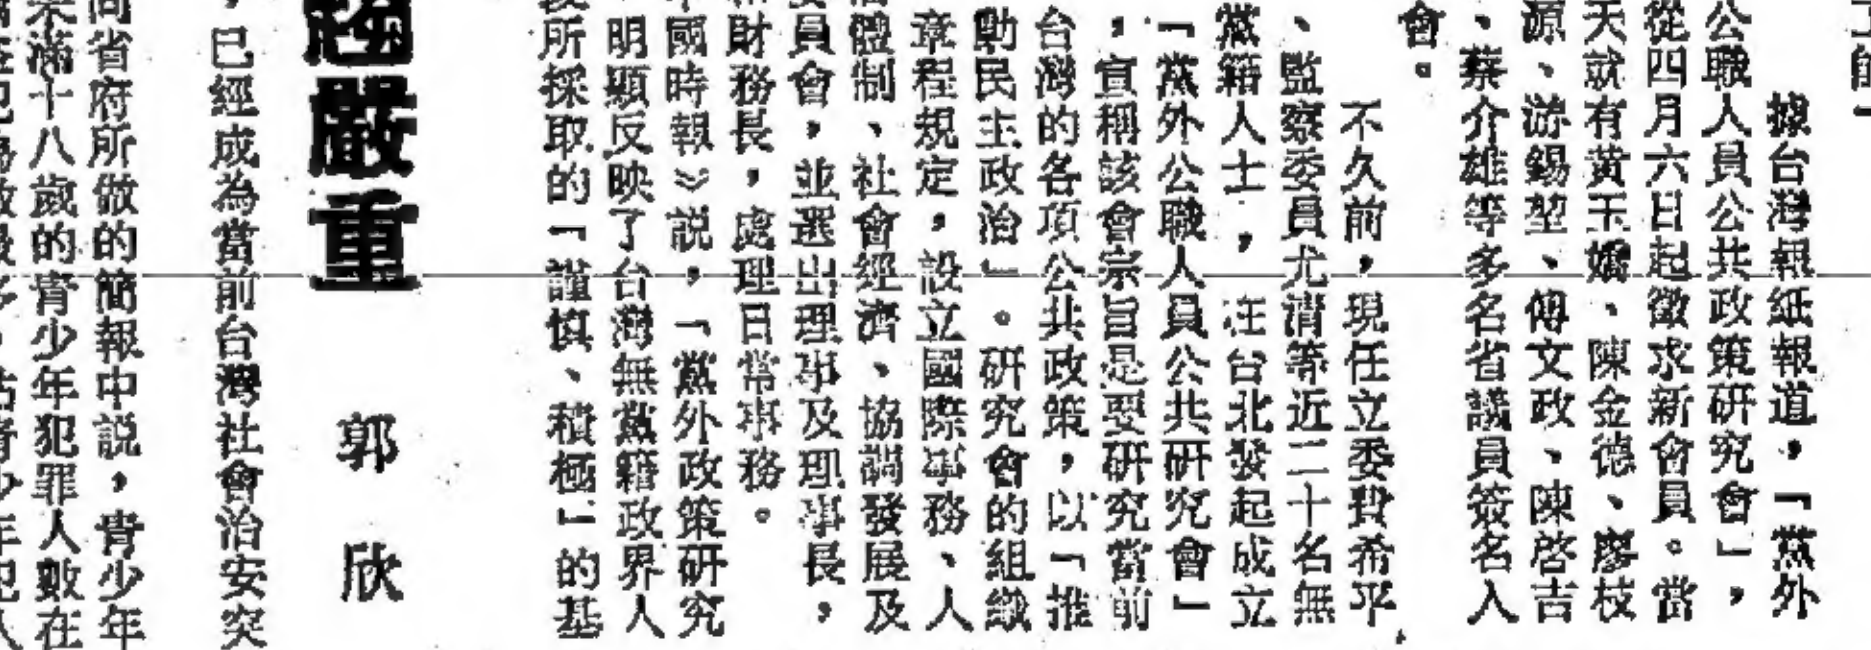 據台灣報紙報道，「黨外
公職人員公共政策研究會」，
從四月六日起徵求新會員。當
天就有黃玉嬌、陳金德、廖枝
源、游錫堃、傅文政、陳啓吉
、蔡介雄等多名省議員簽名入
會。
不久前，現任立委費希平
、監察委員尤清等近二十名無
黨籍人士，在台北發起成立
「黨外公職人員公共研究會」
，宣稱該會宗旨是要研究當前
台灣的各項公共政策，以「推
動民主政治」。研究會的組織
章程規定，設立國際事務、人
體制、社會經濟、協調發展及
員會，並選出理事及理事長，
財務長，處理日常事務。
國時報》説，「黨外政策研究
明顯反映了台灣無黨籍政界人
所採取的「謹慎、積極」的基
嚴重
郭欣
，已經成為當前台灣社會治安突
省府所做的簡報中説，青少年
未滿十八歲的青少年犯罪人數在